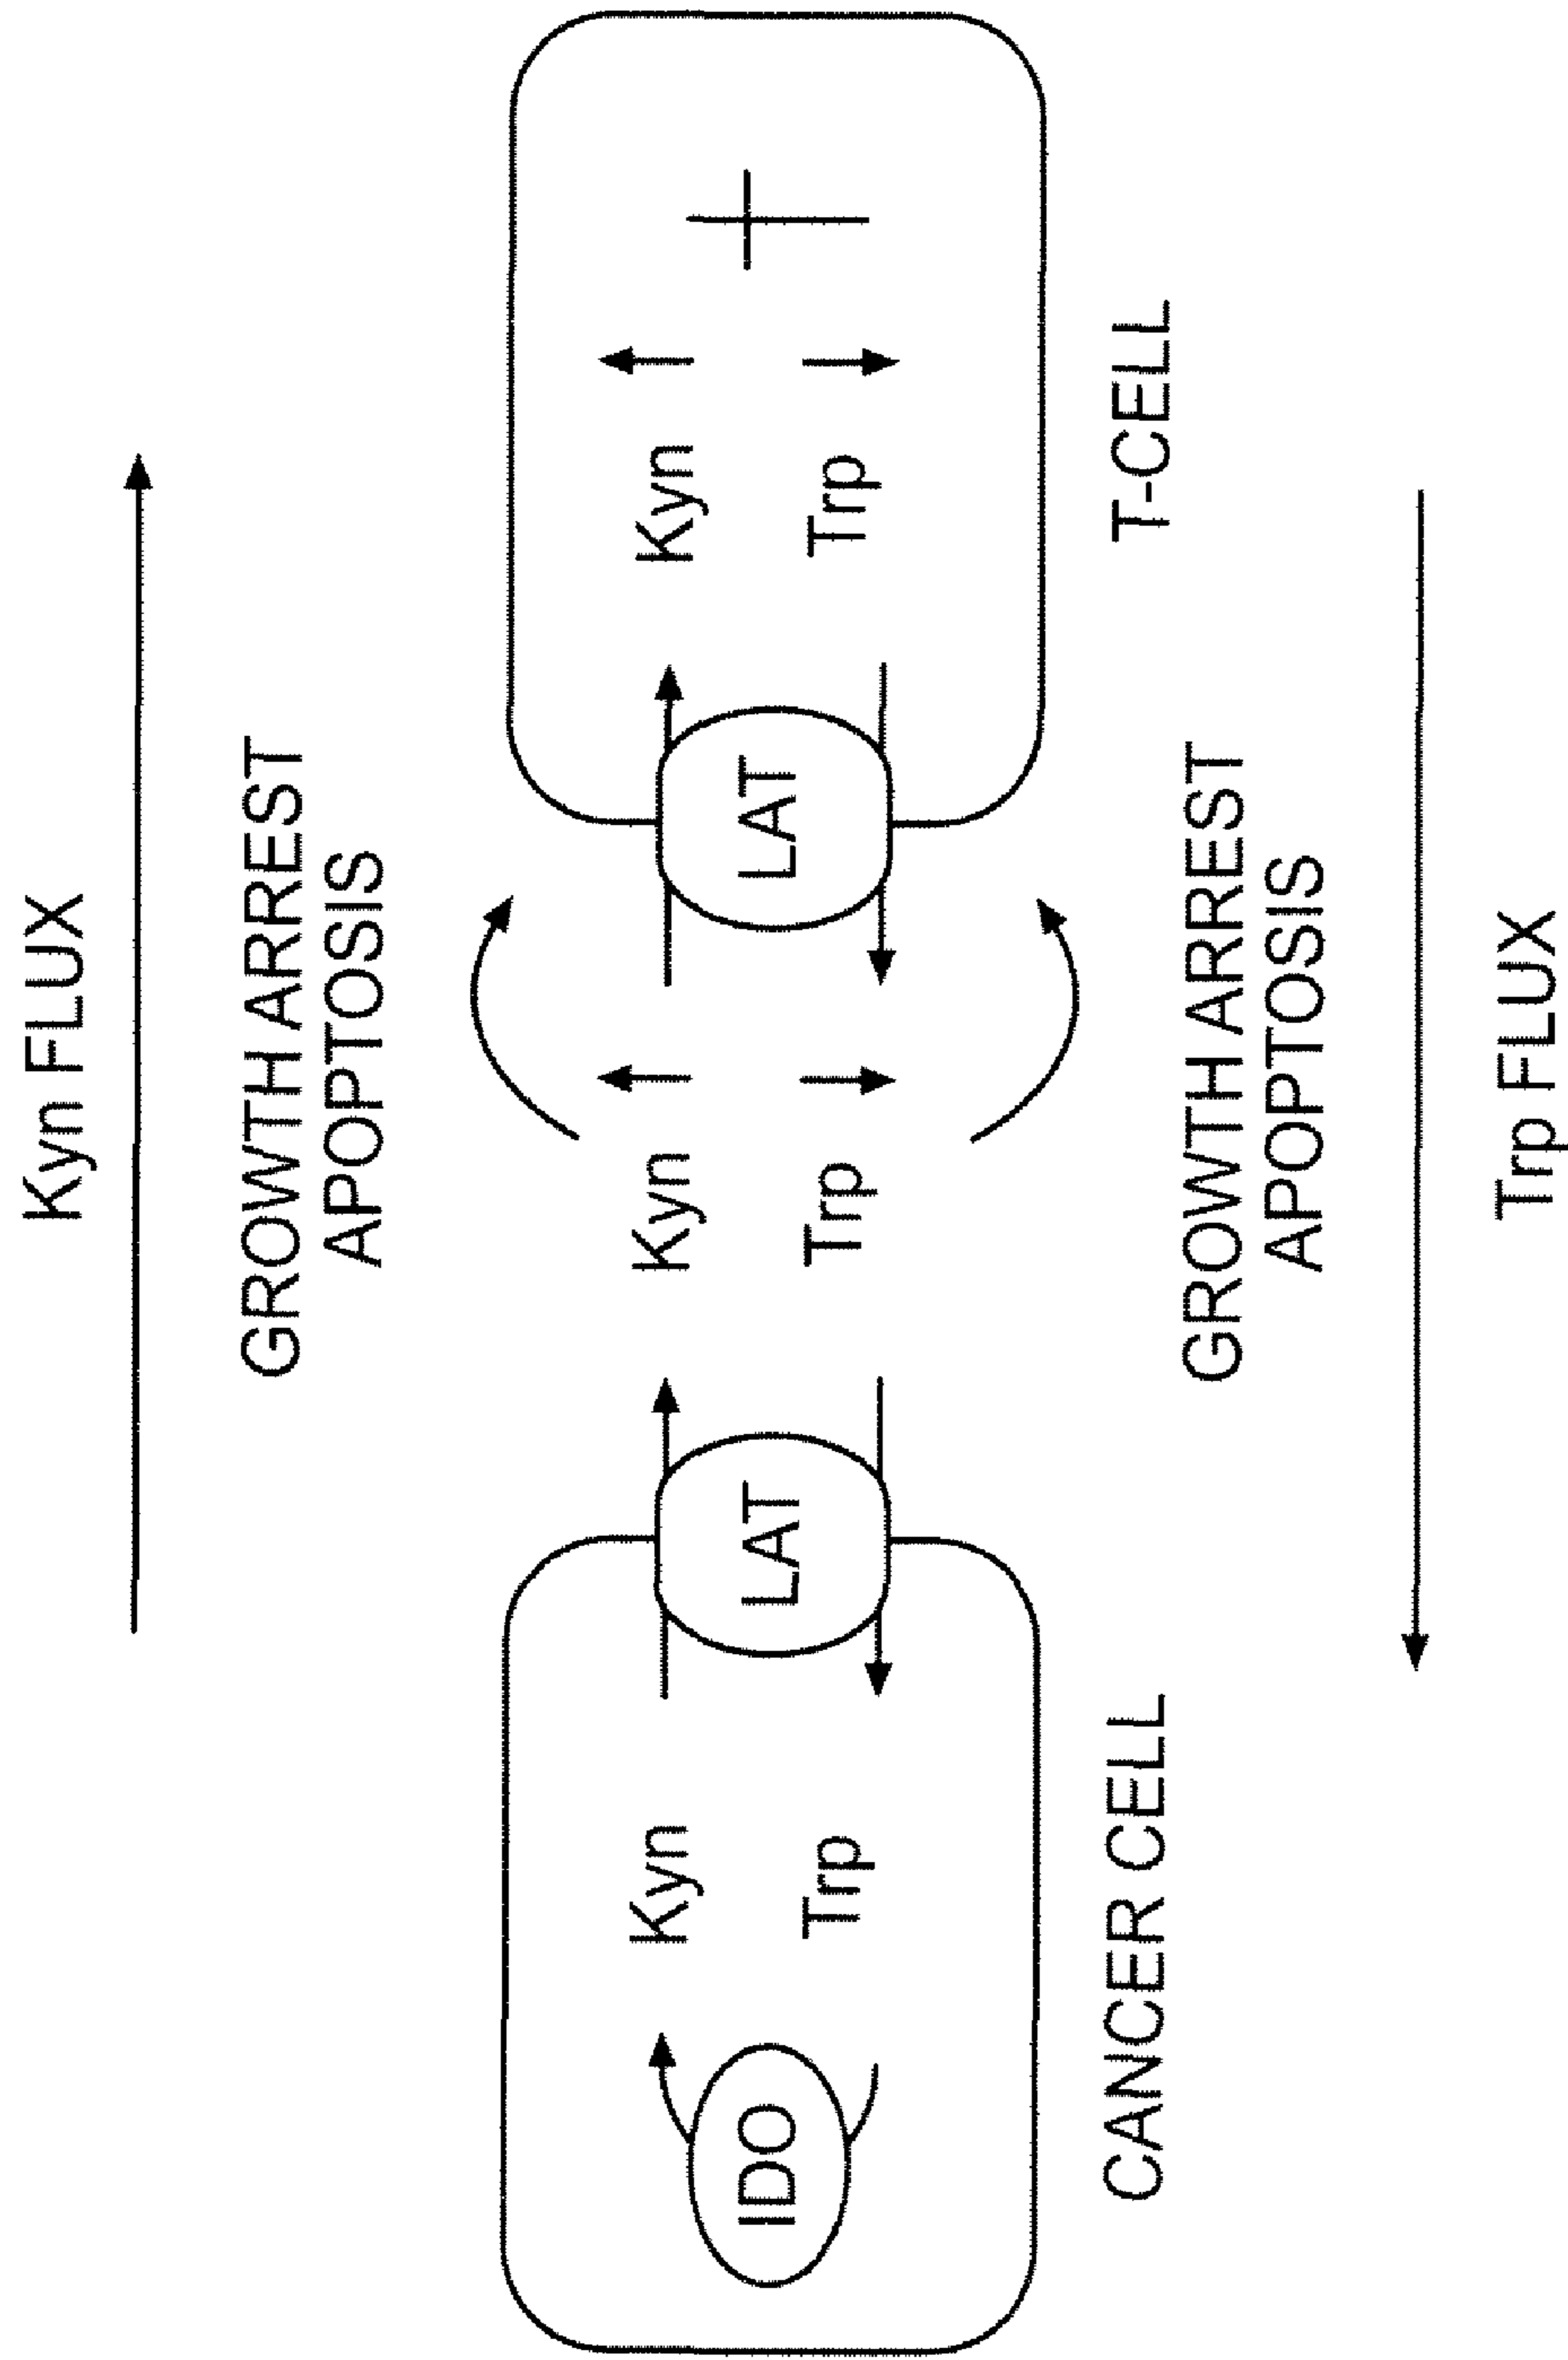 Kyn FLUX
GROWTH ARREST
APOPTOSIS
IDO
Kyn
Trp
LAT
Kyn
Trp
LAT
Kyn
Trp
CANCER CELL
T-CELL
GROWTH ARREST
APOPTOSIS
Trp FLUX